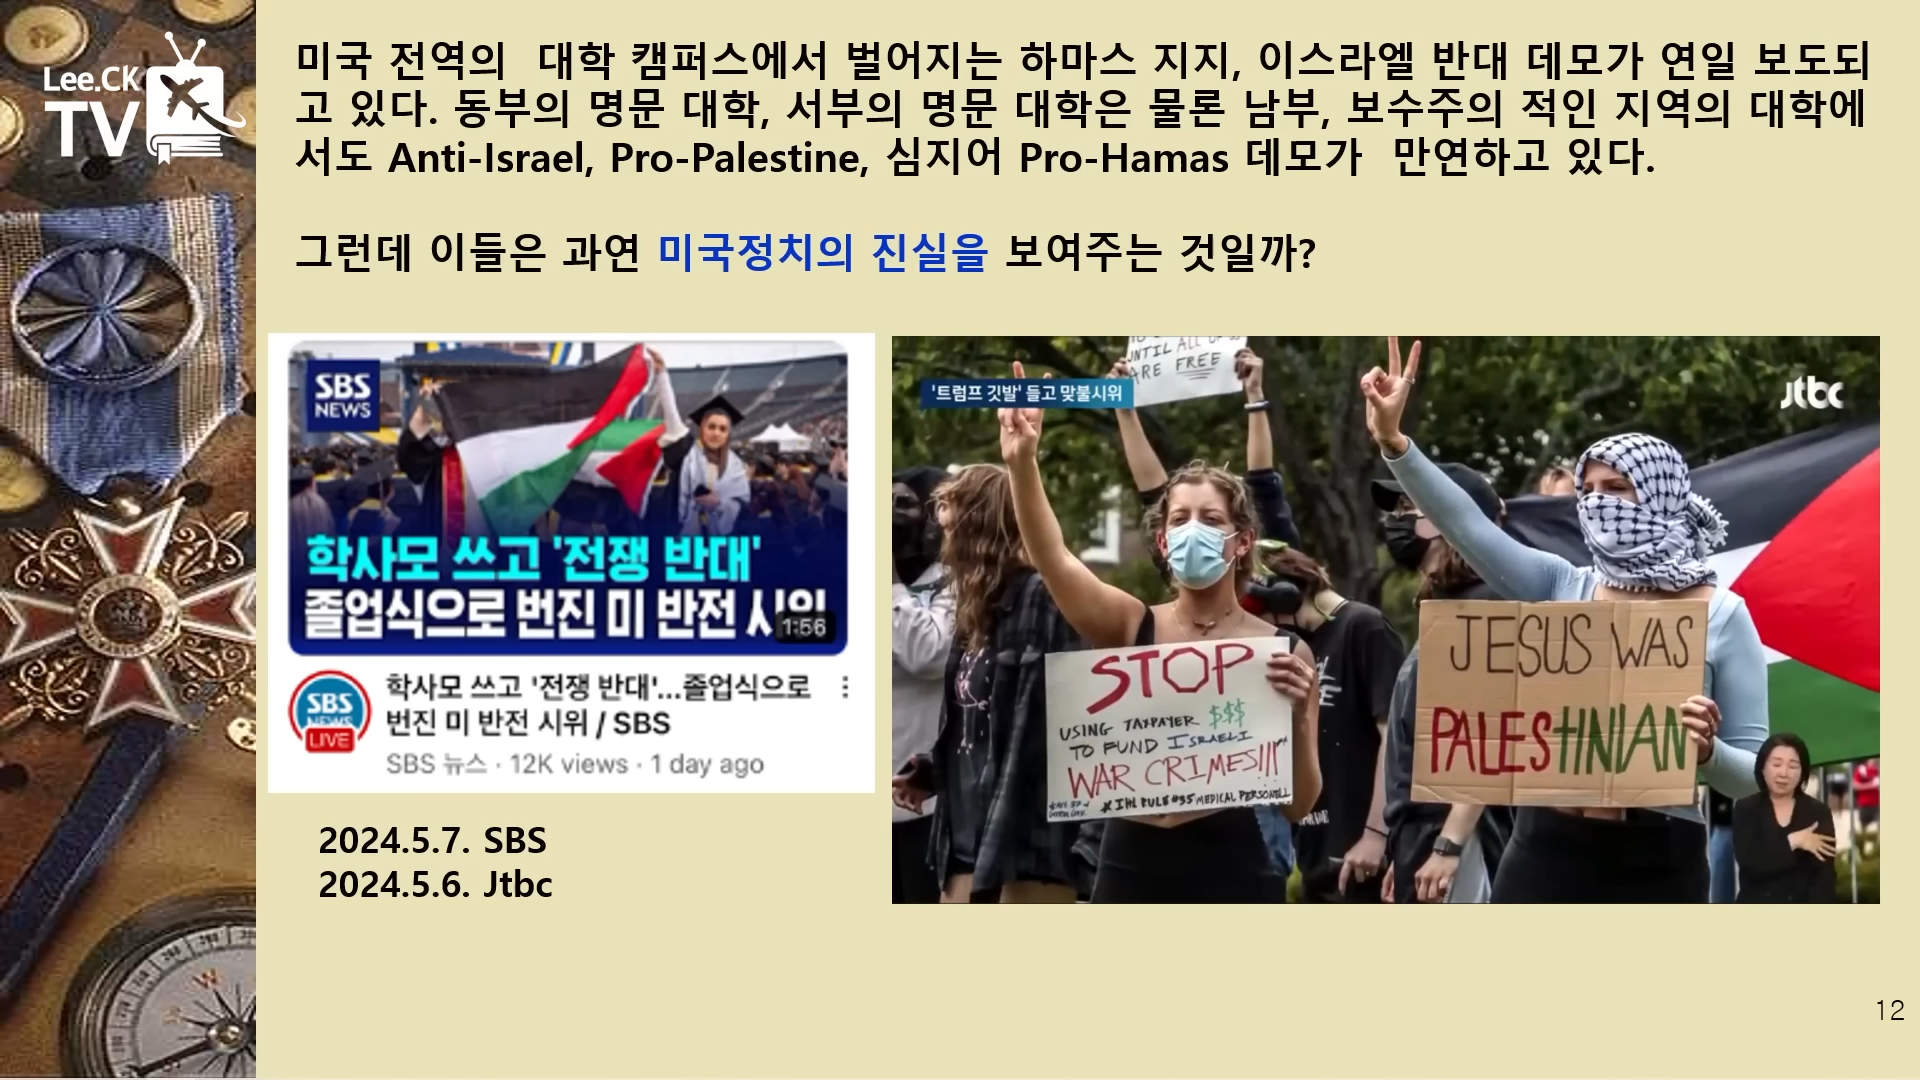 Lee.CK
TV
미국 전역의 대학 캠퍼스에서 벌어지는 하마스 지지, 이스라엘 반대 데모가 연일 보도되
고 있다. 동부의 명문 대학, 서부의 명문 대학은 물론 남부, 보수주의 적인 지역의 대학에
서도 Anti-Israel, Pro-Palestine, 심지어 Pro-Hamas 데모가 만연하고 있다.
그런데 이들은 과연 미국정치의 진실을 보여주는 것일까?
SBS
NEWS
학사모 쓰고 '전쟁 반대'
졸업식으로 번진 미 반전 시위
1:56
SBS
NEWS
LIVE
학사모 쓰고 '전쟁 반대'...졸업식으로
번진 미 반전 시위 / SBS
SBS 뉴스 · 12K views · 1 day ago
2024.5.7. SBS
2024.5.6. Jtbc
'트럼프 깃발' 들고 맞불시위
jtbc
UNTIL ALL OF US
ARE FREE
STOP
USING TAXPAYER $$$
TO FUND ISRAELI
WAR CRIMES!!!
* IHL RULE #35 MEDICAL PERSONELL
JESUS WAS
PALESTINIAN
12